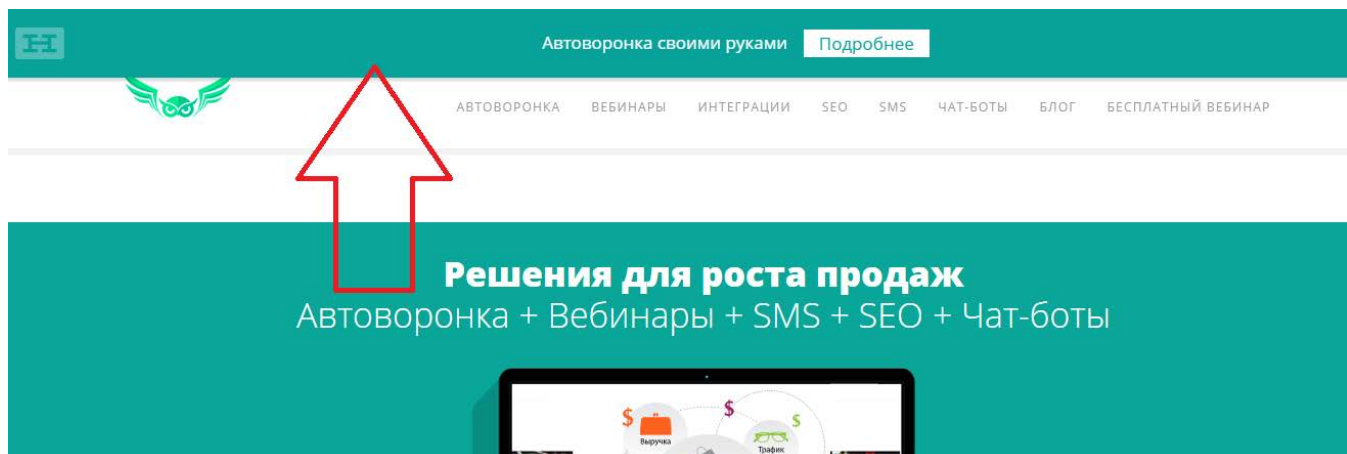 Автоворонка своими руками Подробнее
АВТОВОРОНКА ВЕБИНАРЫ ИНТЕГРАЦИИ SEO SMS ЧАТ-БОТЫ БЛОГ БЕСПЛАТНЫЙ ВЕБИНАР
Решения для роста продаж
Автоворонка + Вебинары + SMS + SEO + Чат-боты
$ $ $
Выручка
Трафик